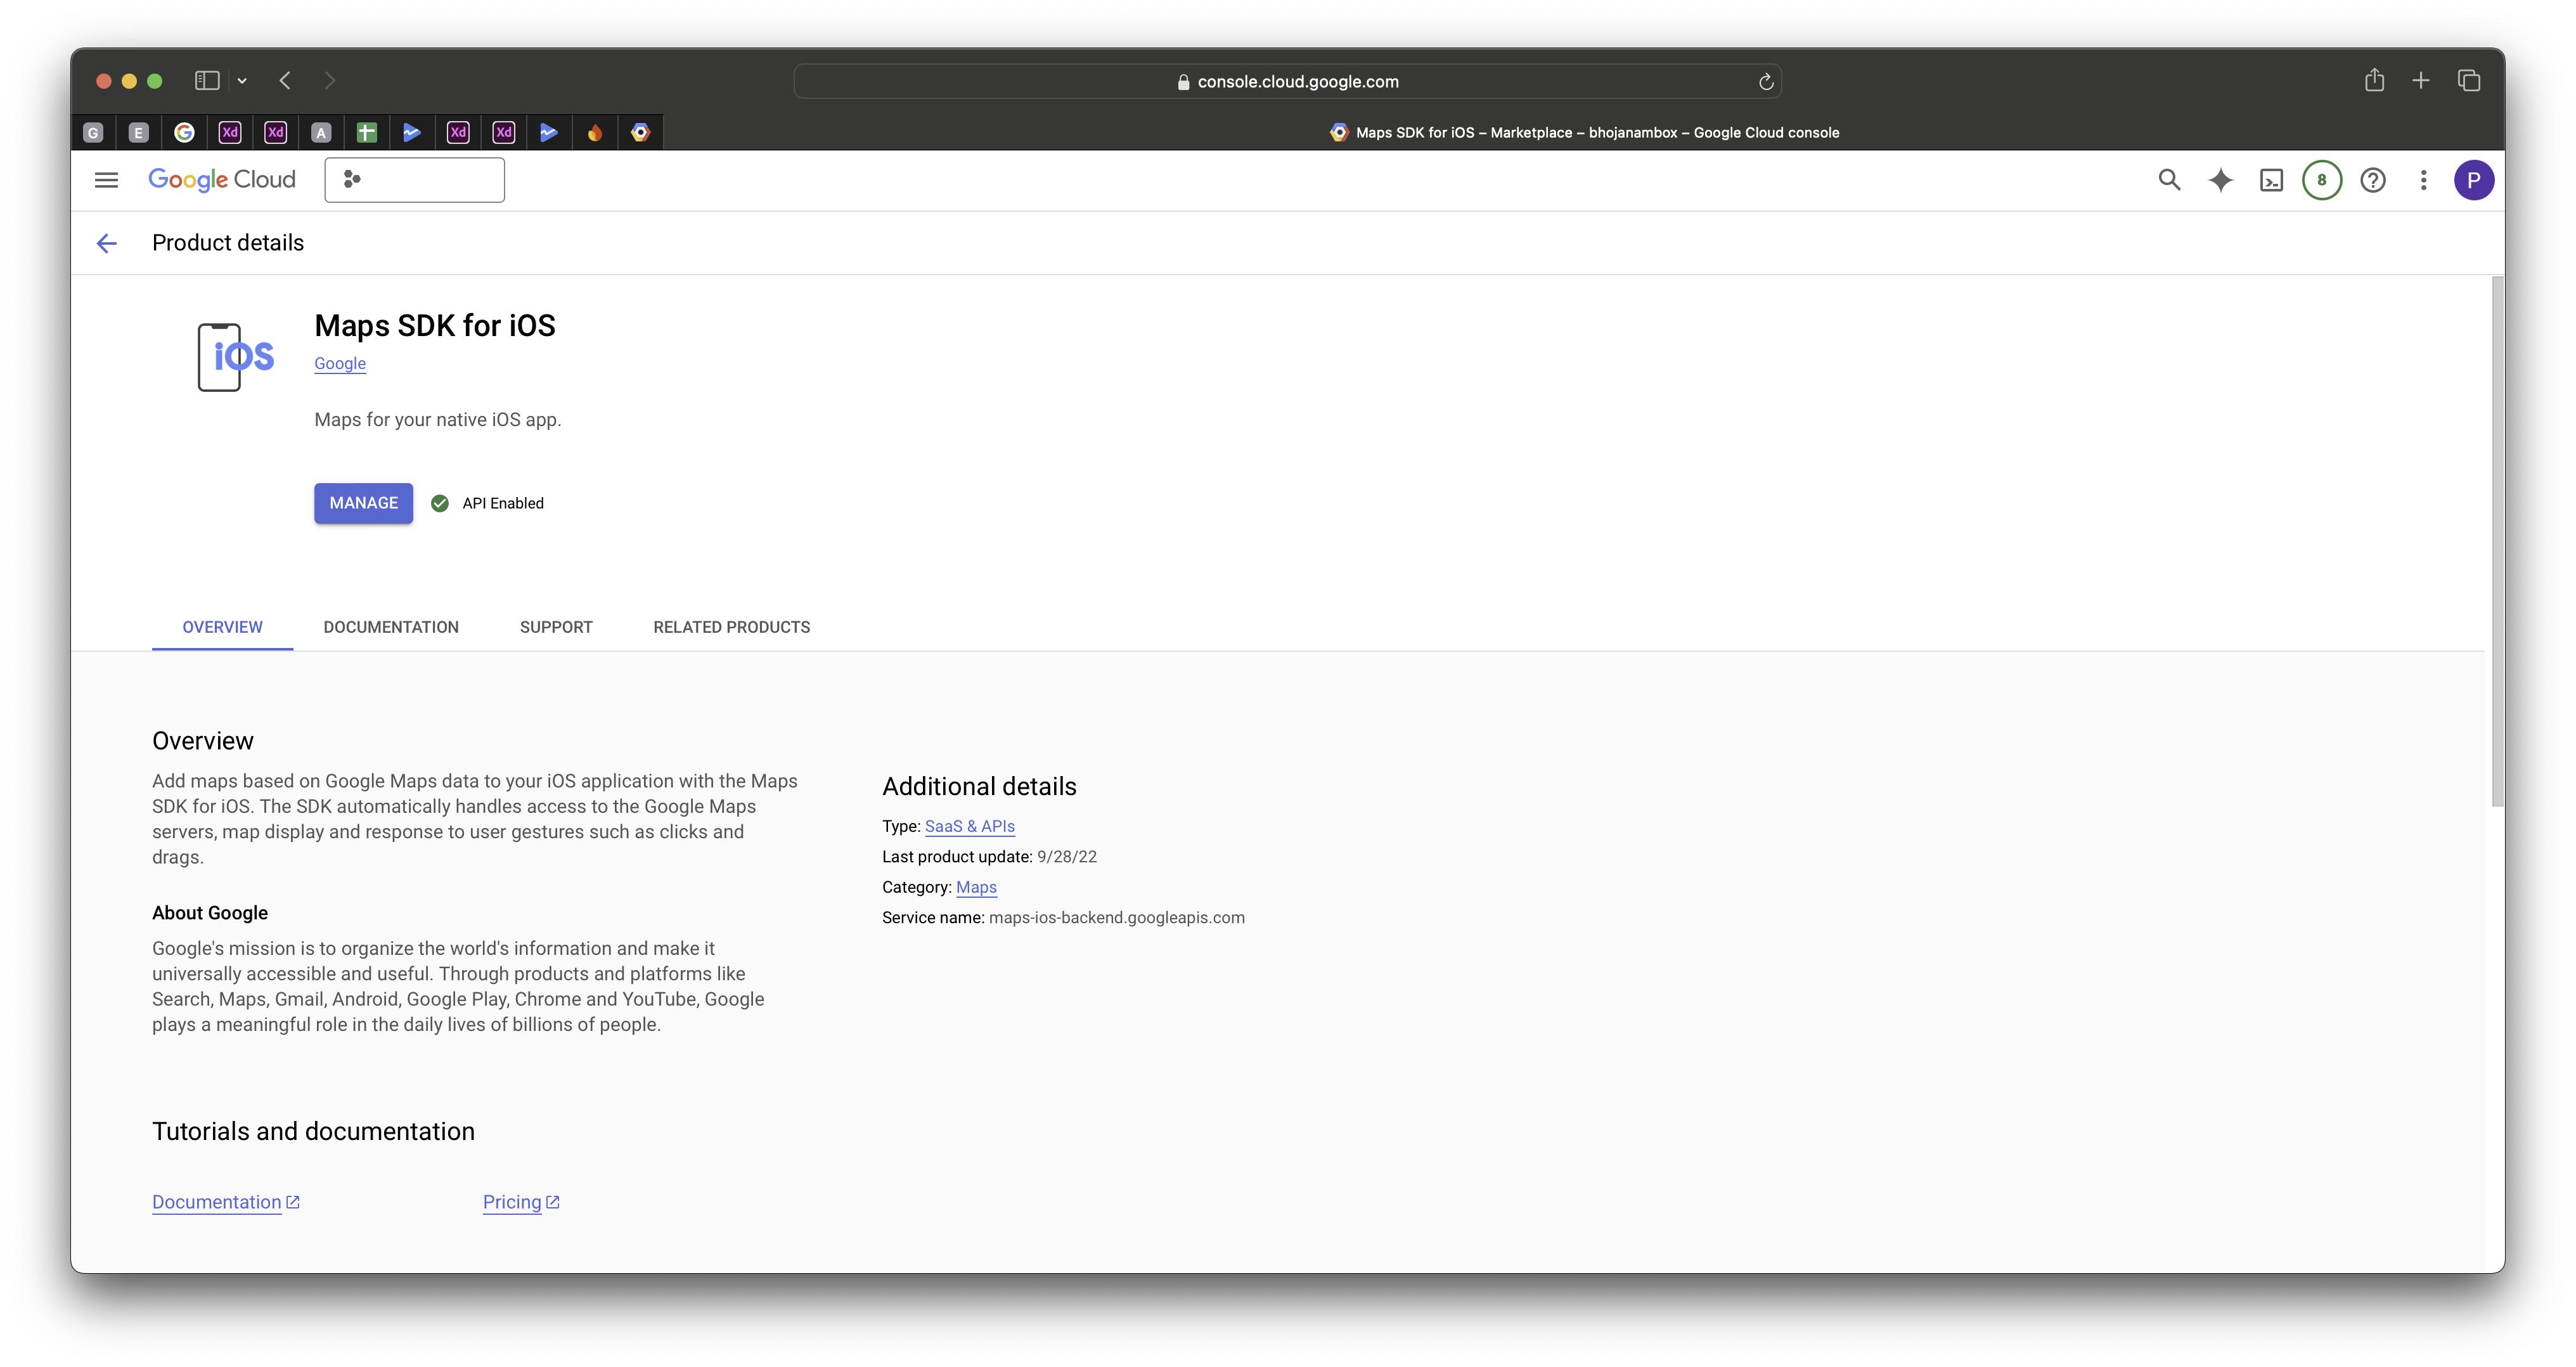 console.cloud.google.com
G
E
Xd
Xd
A
Xd
Xd
Maps SDK for iOS – Marketplace – bhojanambox – Google Cloud console
Google Cloud
8
P
Product details
iOS
Maps SDK for iOS
Google
Maps for your native iOS app.
MANAGE
API Enabled
OVERVIEW
DOCUMENTATION
SUPPORT
RELATED PRODUCTS
Overview
Add maps based on Google Maps data to your iOS application with the Maps
SDK for iOS. The SDK automatically handles access to the Google Maps
servers, map display and response to user gestures such as clicks and
drags.
About Google
Google's mission is to organize the world's information and make it
universally accessible and useful. Through products and platforms like
Search, Maps, Gmail, Android, Google Play, Chrome and YouTube, Google
plays a meaningful role in the daily lives of billions of people.
Additional details
Type: SaaS & APIs
Last product update: 9/28/22
Category: Maps
Service name: maps-ios-backend.googleapis.com
Tutorials and documentation
Documentation
Pricing